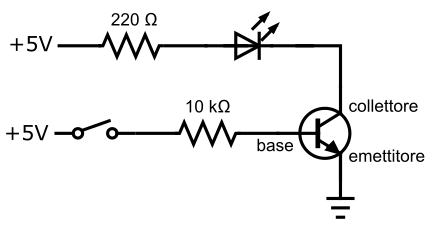 220 Ω
+5V
collettore
10 kΩ
+5V
base
emettitore